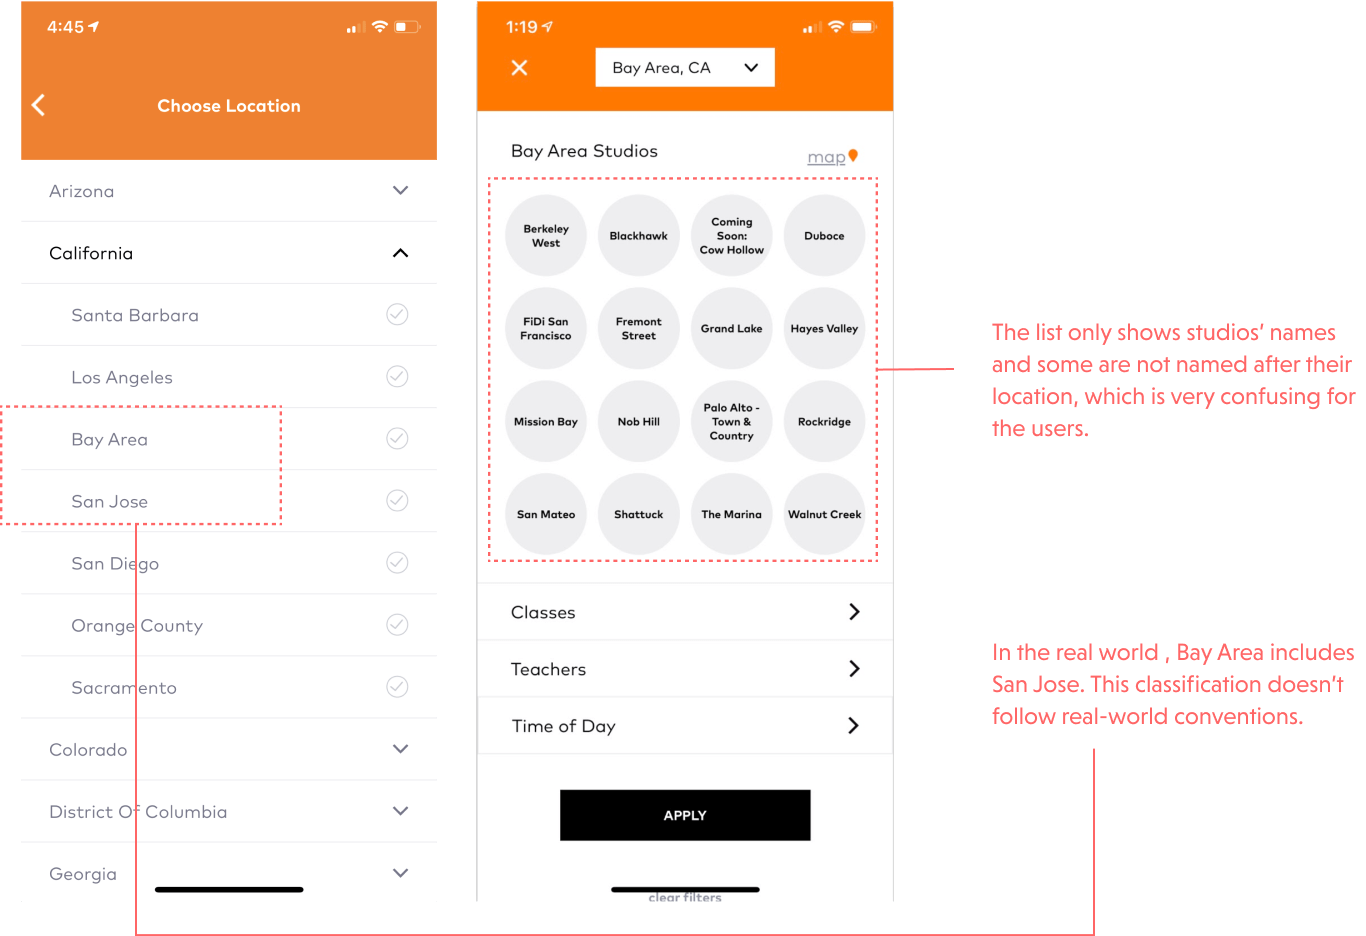 4:45
Choose Location
Arizona
California
Santa Barbara
Los Angeles
Bay Area
San Jose
San Diego
Orange County
Sacramento
Colorado
District Of Columbia
Georgia
1:19
Bay Area, CA
Bay Area Studios
map
Berkeley
West
Blackhawk
Coming
Soon:
Cow Hollow
Duboce
FiDi San
Francisco
Fremont
Street
Grand Lake
Hayes Valley
Mission Bay
Nob Hill
Palo Alto -
Town &
Country
Rockridge
San Mateo
Shattuck
The Marina
Walnut Creek
Classes
Teachers
Time of Day
APPLY
clear filters
The list only shows studios’ names
and some are not named after their
location, which is very confusing for
the users.
In the real world , Bay Area includes
San Jose. This classification doesn’t
follow real-world conventions.